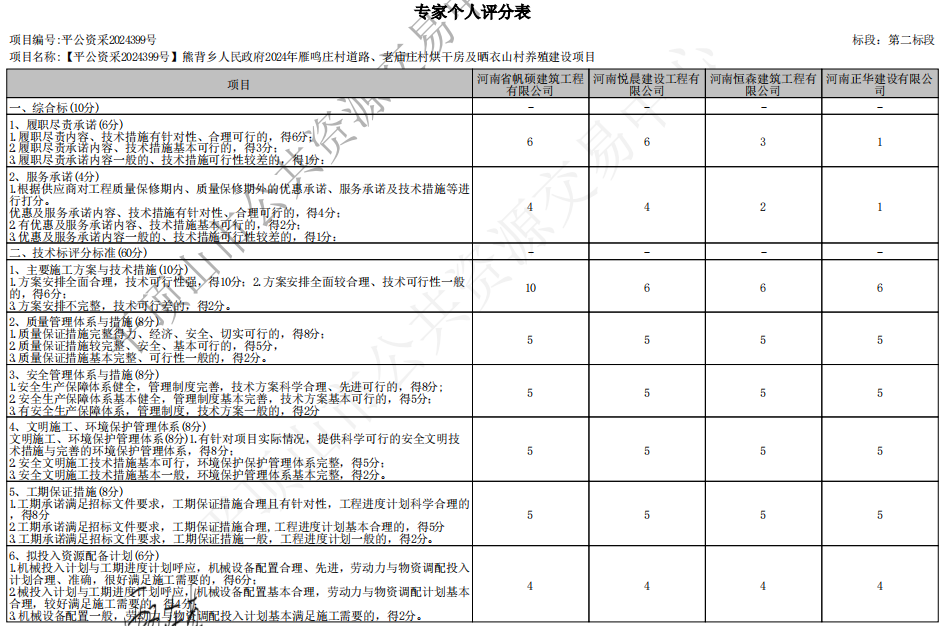 专家个人评分表
项目编号:平公资采2024399号
标段：第二标段
项目名称:【平公资采2024399号】熊背乡人民政府2024年雁鸣庄村道路、老庙庄村烘干房及晒衣山村养殖建设项目
项目 河南省帆硕建筑工程有限公司 河南悦晨建设工程有限公司 河南恒森建筑工程有限公司 河南正华建设有限公司
一、综合标(10分) - - - -
1、履职尽责承诺(6分)
1.履职尽责内容、技术措施有针对性、合理可行的，得6分；
2.履职尽责承诺内容、技术措施基本可行的，得3分；
3.履职尽责承诺内容一般的、技术措施可行性较差的，得1分；
6 6 3 1
2、服务承诺(4分)
1.根据供应商对工程质量保修期内、质量保修期外的优惠承诺、服务承诺及技术措施等进
行打分。
优惠及服务承诺内容、技术措施有针对性、合理可行的，得4分；
2.有优惠及服务承诺内容、技术措施基本可行的，得2分；
3.优惠及服务承诺内容一般的、技术措施可行性较差的，得1分；
4 4 2 1
二、技术标评分标准(60分) - - - -
1、主要施工方案与技术措施(10分)
1.方案安排全面合理，技术可行性强，得10分；2.方案安排全面较合理、技术可行性一般
的，得6分；
3.方案安排不完整，技术可行差的，得2分。
10 6 6 6
2、质量管理体系与措施(8分)
1.质量保证措施完整得力、经济、安全、切实可行的，得8分；
2.质量保证措施较完整、安全、基本可行的，得5分，
3.质量保证措施基本完整、可行性一般的，得2分。
5 5 5 5
3、安全管理体系与措施(8分)
1.安全生产保障体系健全，管理制度完善，技术方案科学合理、先进可行的，得8分；
2.安全生产保障体系基本健全，管理制度基本完善，技术方案基本可行的，得5分；
3.有安全生产保障体系，管理制度，技术方案一般的，得2分
5 5 5 5
4、文明施工、环境保护管理体系(8分)
文明施工、环境保护管理体系(8分)1.有针对项目实际情况，提供科学可行的安全文明技
术措施与完善的环境保护管理体系，得8分；
2.安全文明施工技术措施基本可行，环境保护保护管理体系完整，得5分；
3.安全文明施工技术措施基本一般，环境保护管理体系基本完整，得2分。
5 5 5 5
5、工期保证措施(8分)
1.工期承诺满足招标文件要求，工期保证措施合理且有针对性，工程进度计划科学合理的
，得8分
2.工期承诺满足招标文件要求，工期保证措施合理,工程进度计划基本合理的，得5分
3.工期承诺满足招标文件要求，工期保证措施一般，工程进度计划一般的，得2分。
5 5 5 5
6、拟投入资源配备计划(6分)
1.机械投入计划与工期进度计划呼应，机械设备配置合理、先进，劳动力与物资调配投入
计划合理、准确，很好满足施工需要的，得6分；
2械投入计划与工期进度计划呼应，机械设备配置基本合理，劳动力与物资调配计划基本
合理，较好满足施工需要的，得4分；
3.机械设备配置一般，劳动力与物资调配投入计划基本满足施工需要的，得2分。
4 4 4 4
平顶山市公共资源交易中心
平顶山市公共资源交易中心